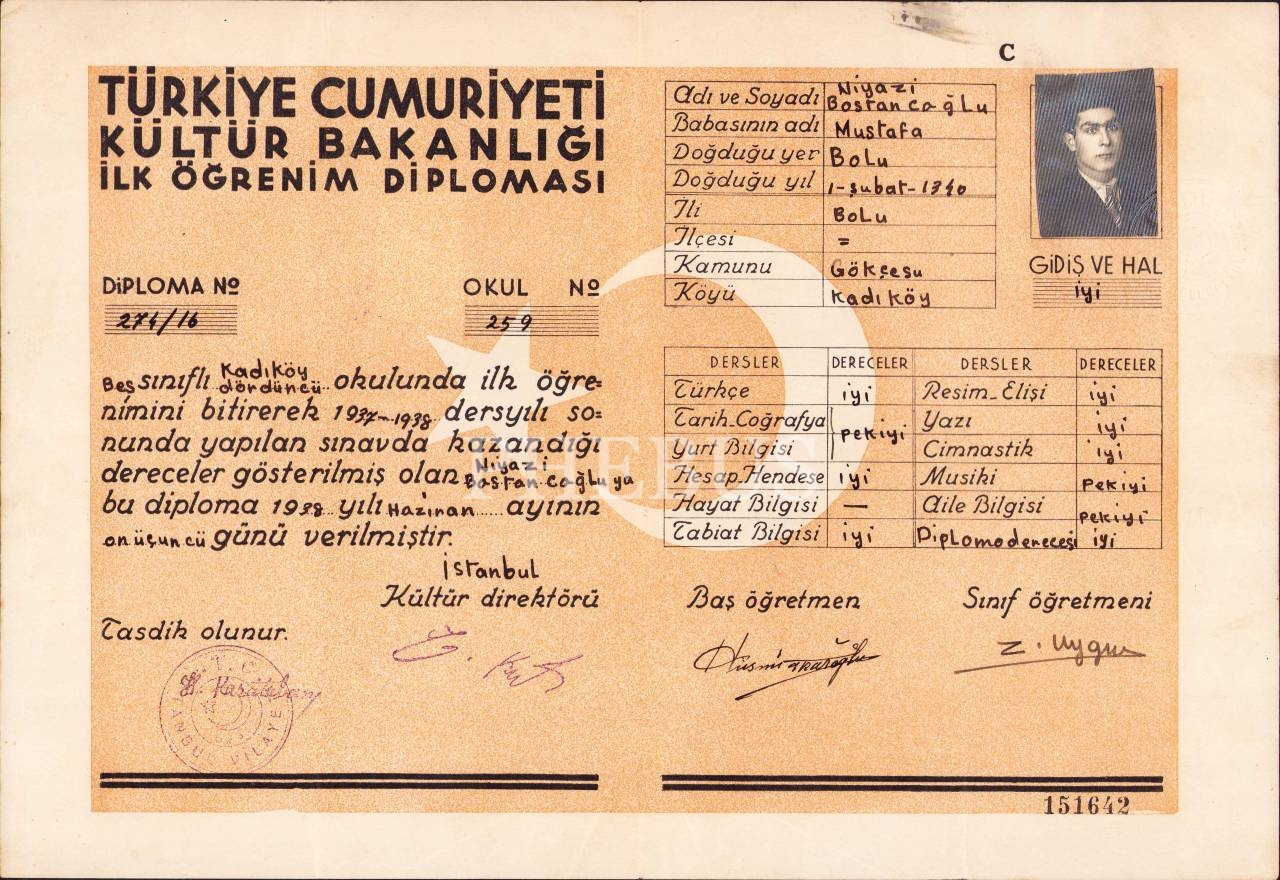 TÜRKİYE CUMURİYETİ
KÜLTÜR BAKANLIĞI
İLK ÖĞRENİM DİPLOMASI
DİPLOMA No
274/16
OKUL No
259
Beş sınıflı Kadıköy dördüncü okulunda ilk öğre-
nimini bitirerek 1937-1938 dersyılı so-
nunda yapılan sınavda kazandığı
dereceler gösterilmiş olan Niyazi Bostancağlu ya
bu diploma 1938 yılı Haziran ayının
onüçüncü günü verilmiştir.
İstanbul
Kültür direktörü
Tasdik olunur.
C
Adı ve Soyadı Niyazi Bostancağlu
Babasının adı Mustafa
Doğduğu yer Bolu
Doğduğu yıl 1-şubat-1340
İli Bolu
İlçesi =
Kamunu Gökçesu
Köyü Kadıköy
GİDİŞ VE HAL
iyi
DERSLER DERECELER DERSLER DERECELER
Türkçe iyi Resim-Elişi iyi
Tarih-Coğrafya pekiyi Yazı iyi
Yurt Bilgisi Cimnastik iyi
Hesap-Hendese iyi Musiki pekiyi
Hayat Bilgisi — Aile Bilgisi pekiyi
Tabiat Bilgisi iyi Diploma derecesi iyi
Baş öğretmen Sınıf öğretmeni
Z. Uygun
151642